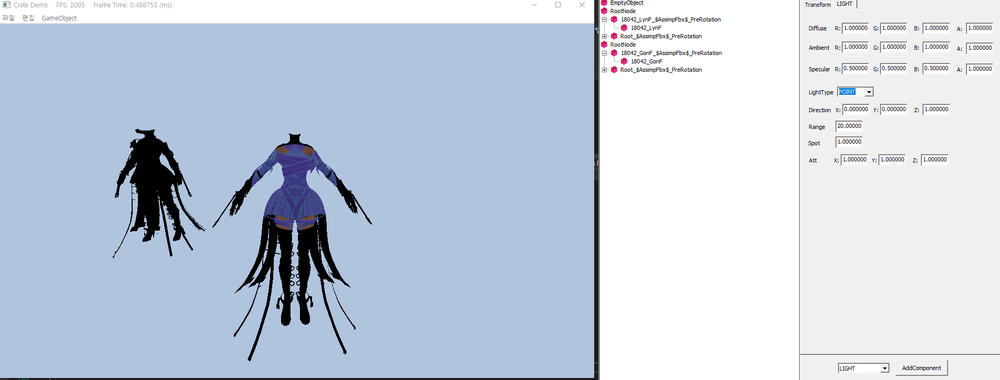 Crate Demo FPS: 2005 Frame Time: 0.498753 (ms)
파일 편집 GameObject
EmptyObject
RootNode
18042_LynF_$AssimpFbx$_PreRotation
18042_LynF
Root_$AssimpFbx$_PreRotation
RootNode
18042_GonF_$AssimpFbx$_PreRotation
18042_GonF
Root_$AssimpFbx$_PreRotation
Transform LIGHT
Diffuse R: 1.000000 G: 1.000000 B: 1.000000 A: 1.000000
Ambient R: 1.000000 G: 1.000000 B: 1.000000 A: 1.000000
Specular R: 0.500000 G: 0.500000 B: 0.500000 A: 1.000000
LightType POINT
Direction X: 0.000000 Y: 0.000000 Z: 1.000000
Range 20.00000
Spot 1.000000
Att X: 1.000000 Y: 1.000000 Z: 1.000000
LIGHT AddComponent